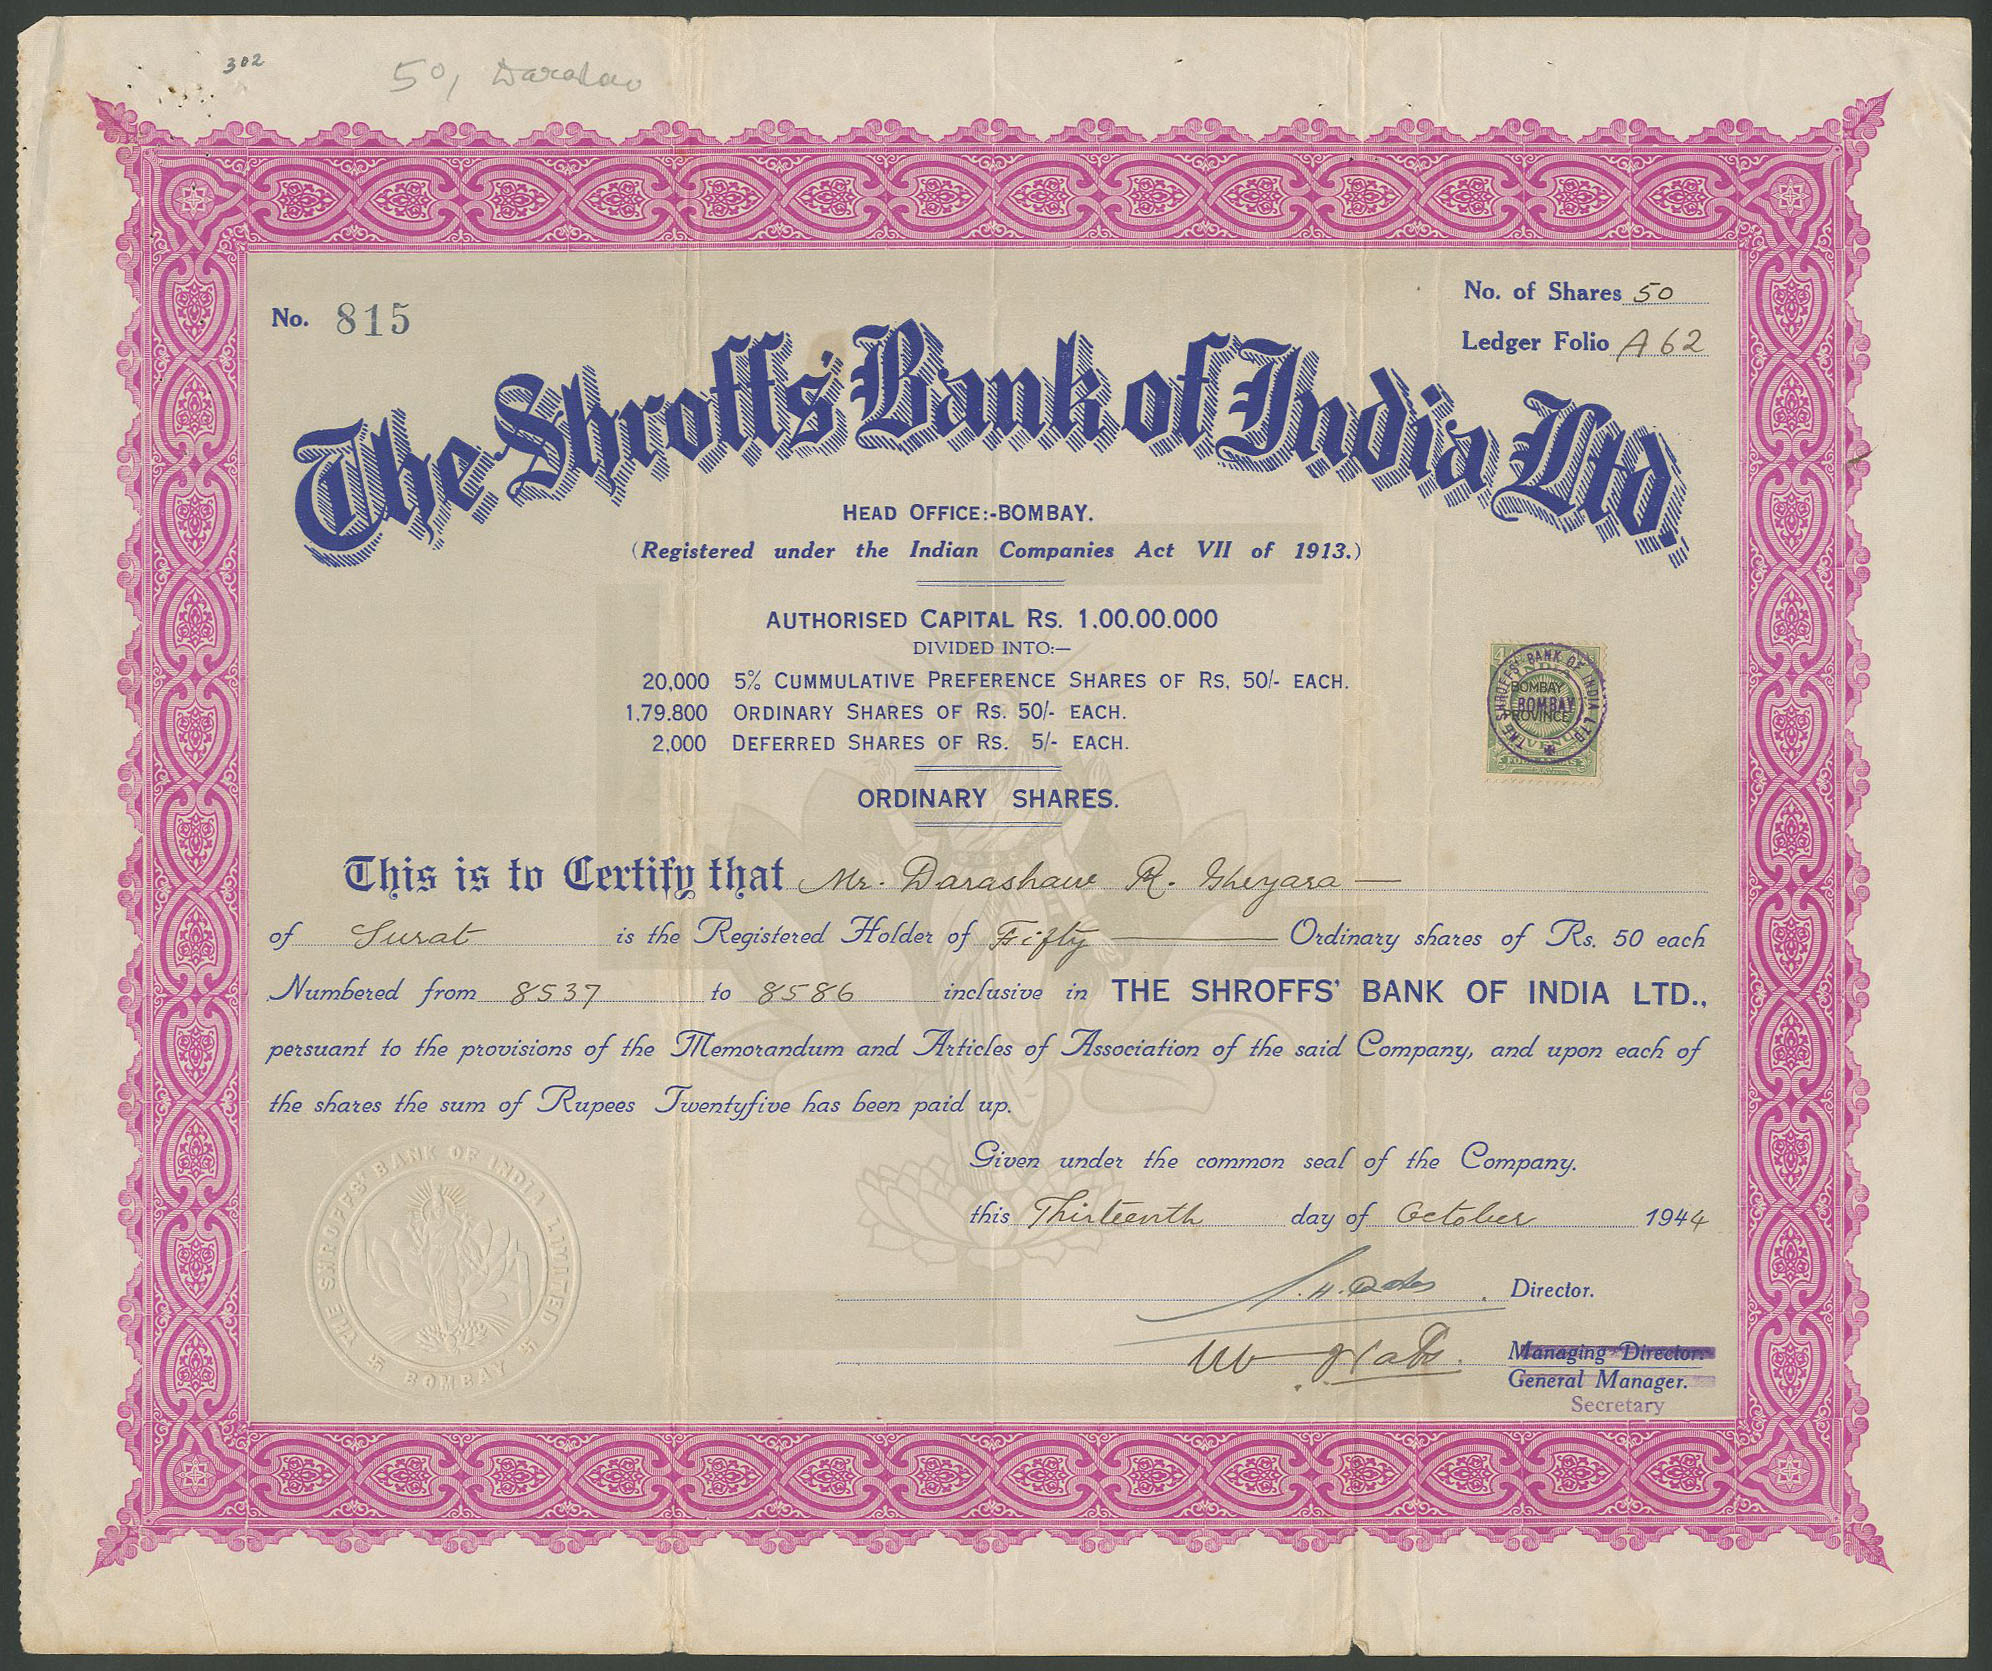 302
50, Darashaw
No. 815
No. of Shares 50
Ledger Folio A 62
The Shroffs' Bank of India Ltd.
HEAD OFFICE:-BOMBAY.
(Registered under the Indian Companies Act VII of 1913.)
AUTHORISED CAPITAL RS. 1,00,00,000
DIVIDED INTO:—
20,000 5% CUMMULATIVE PREFERENCE SHARES OF RS. 50/- EACH.
1,79,800 ORDINARY SHARES OF RS. 50/- EACH.
2,000 DEFERRED SHARES OF RS. 5/- EACH.
THE SHROFFS' BANK OF INDIA LTD
BOMBAY
BOMBAY PROVINCE
ORDINARY SHARES.
This is to Certify that Mr. Darashaw R. Gheyara —
of Surat is the Registered Holder of Fifty — Ordinary shares of Rs. 50 each
Numbered from 8537 to 8586 inclusive in THE SHROFFS' BANK OF INDIA LTD.,
persuant to the provisions of the Memorandum and Articles of Association of the said Company, and upon each of
the shares the sum of Rupees Twentyfive has been paid up.
Given under the common seal of the Company.
this Thirteenth day of October 1944
Director.
Managing Director.
General Manager.
Secretary
THE SHROFFS' BANK OF INDIA LIMITED
BOMBAY